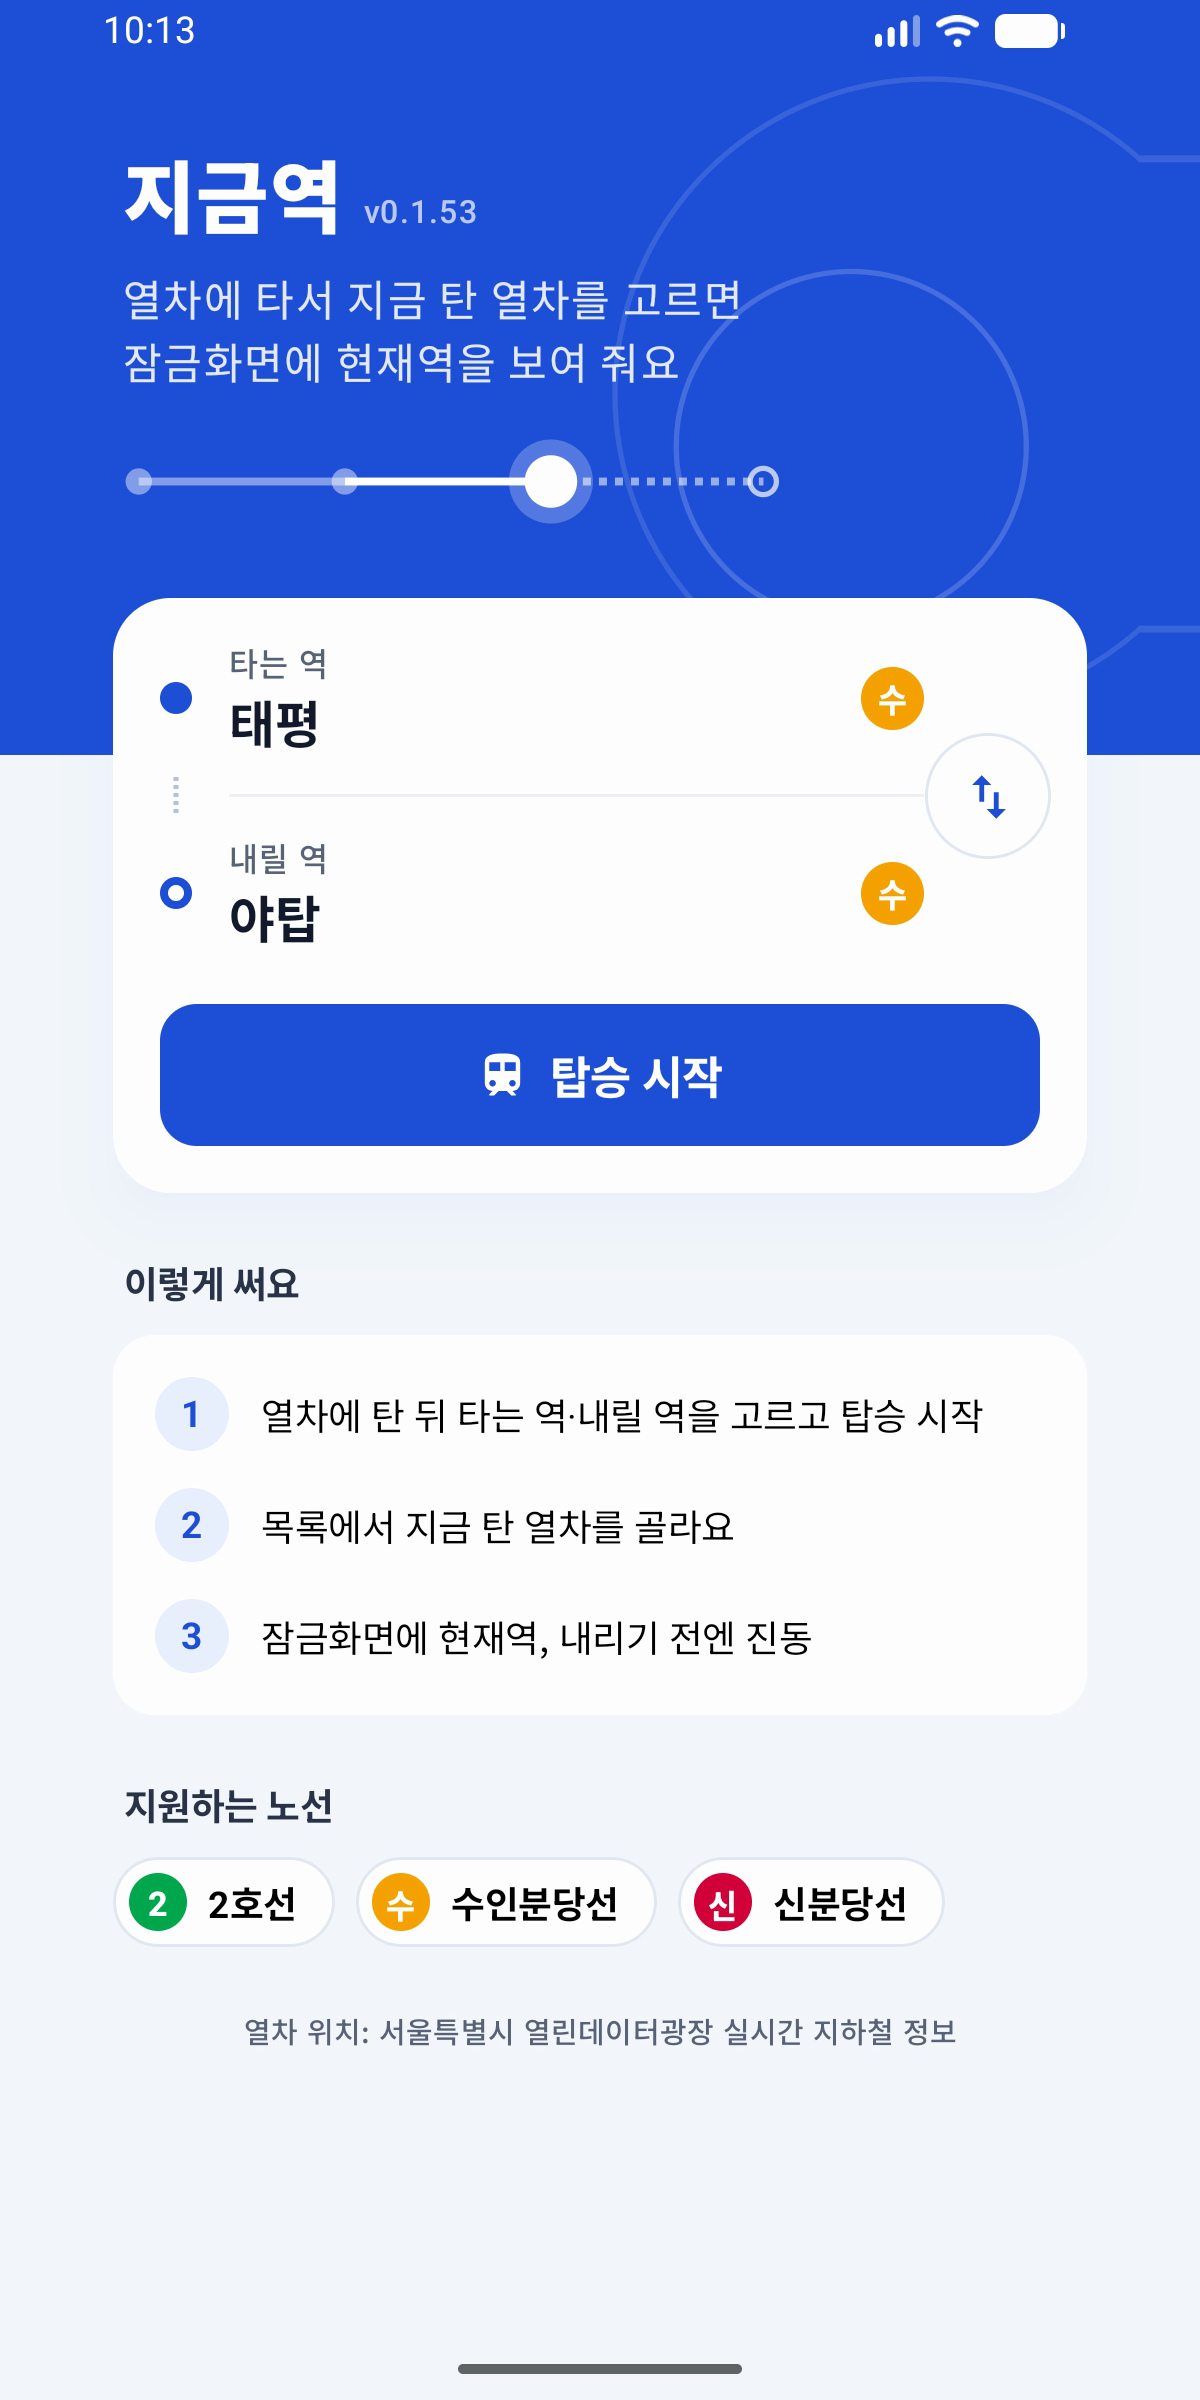 10:13
지금역 v0.1.53
열차에 타서 지금 탄 열차를 고르면
잠금화면에 현재역을 보여 줘요
타는 역
태평
수
내릴 역
야탑
수
탑승 시작
이렇게 써요
1 열차에 탄 뒤 타는 역·내릴 역을 고르고 탑승 시작
2 목록에서 지금 탄 열차를 골라요
3 잠금화면에 현재역, 내리기 전엔 진동
지원하는 노선
2 2호선 수 수인분당선 신 신분당선
열차 위치: 서울특별시 열린데이터광장 실시간 지하철 정보